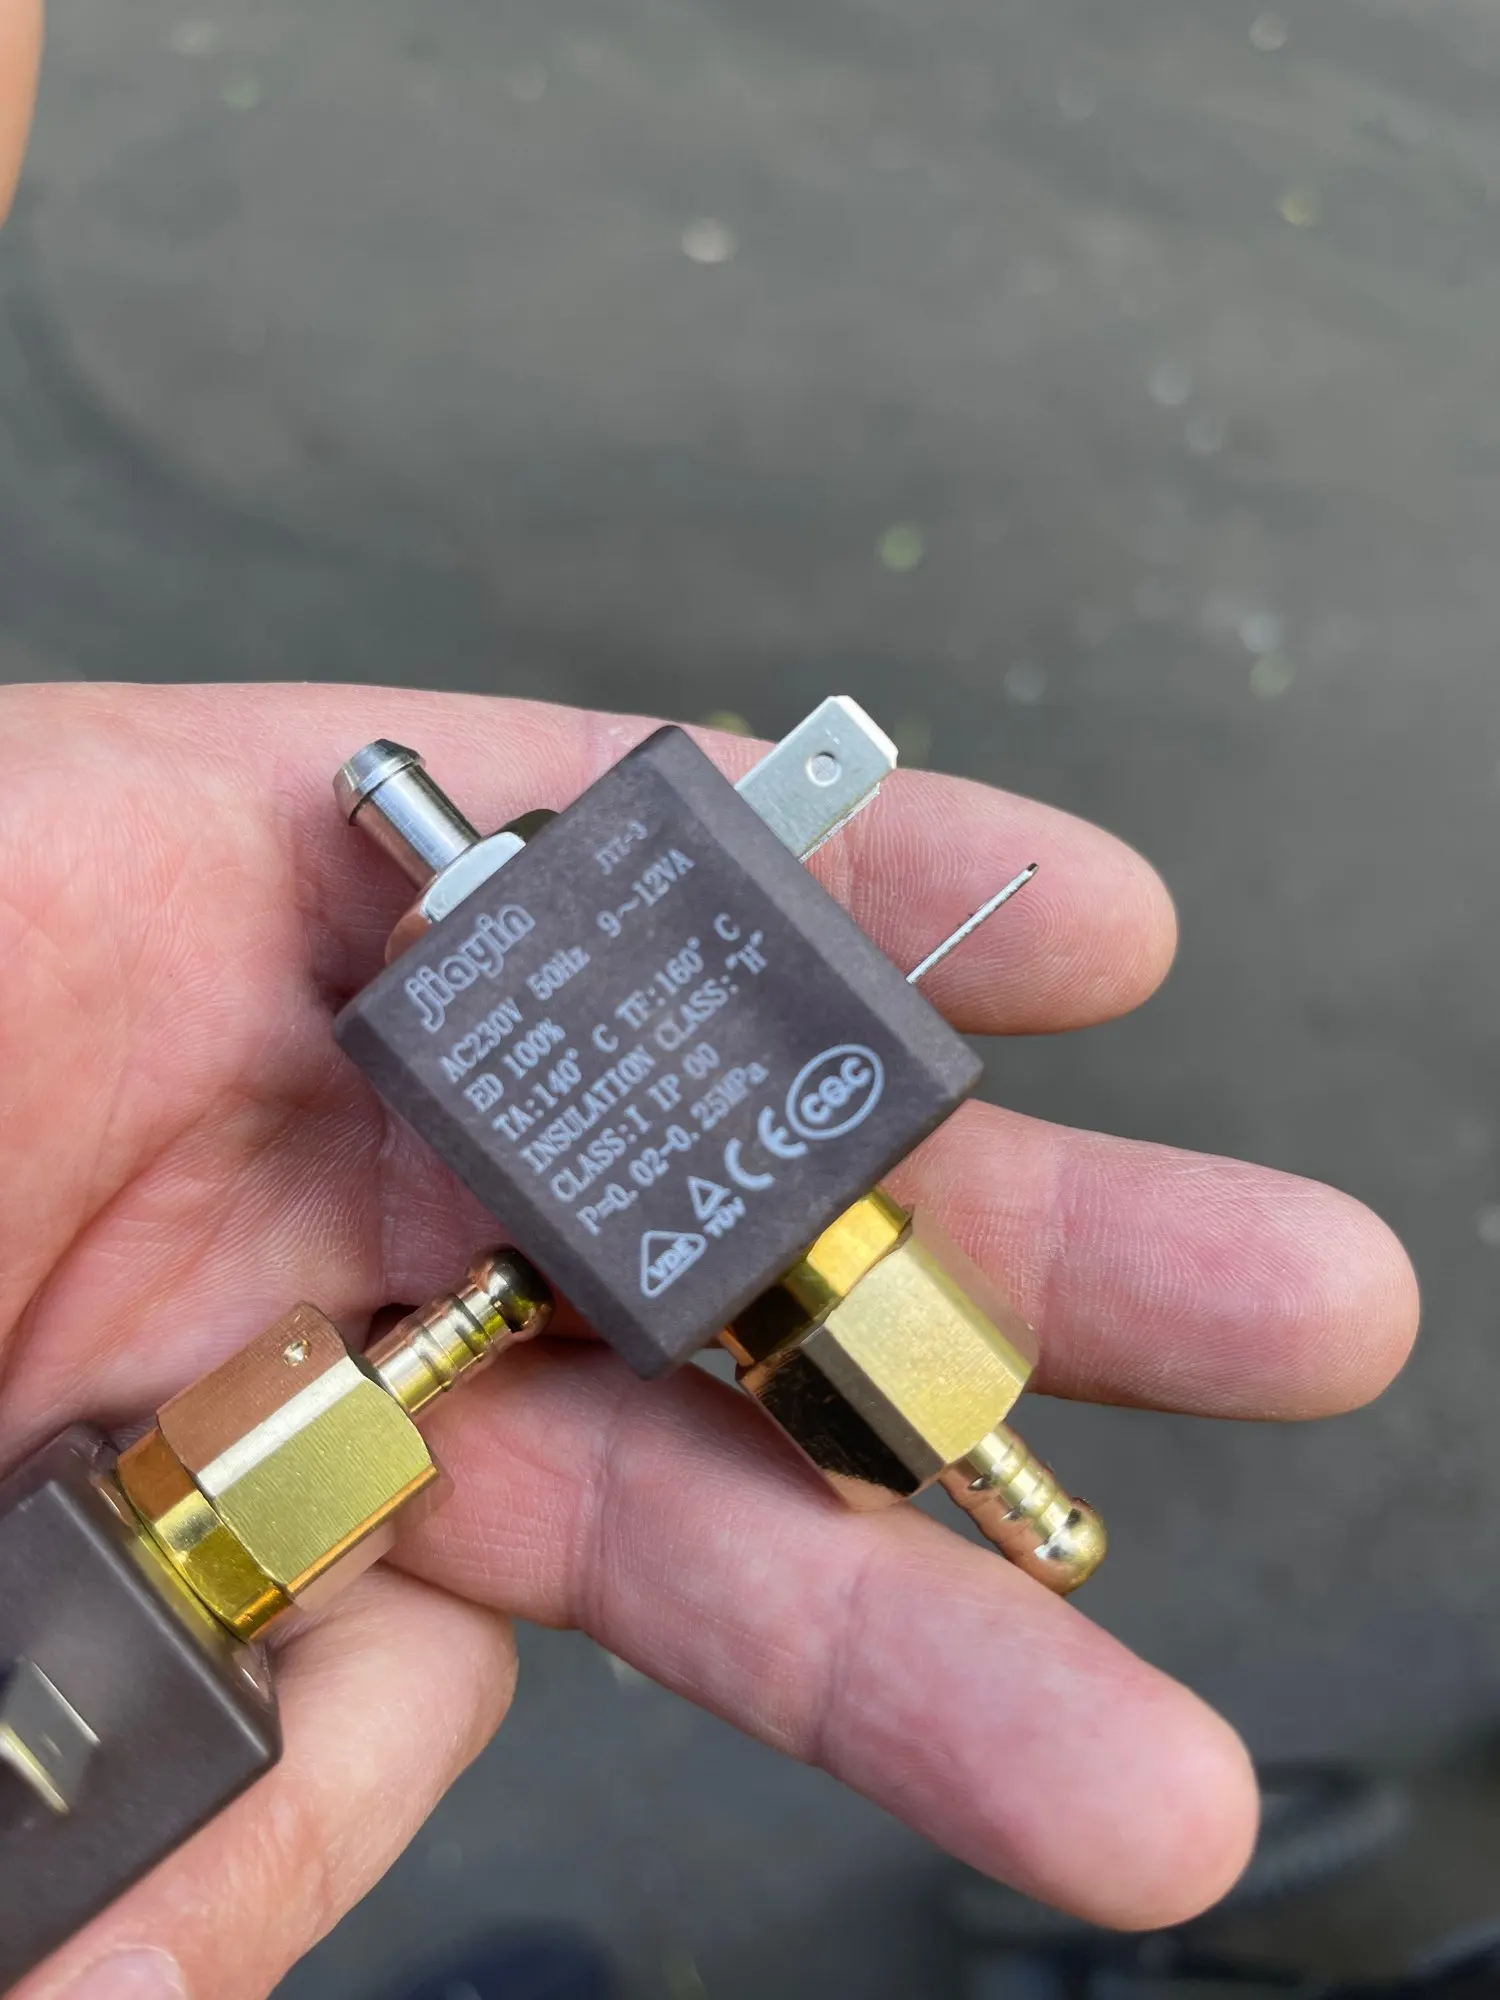 jiayin JYZ-3
AC230V 50Hz 9~12VA
ED 100%
TA:140° C TF:160° C
INSULATION CLASS:"H"
CLASS:I IP 00
P=0.02-0.25MPa
VDE TÜV CE CQC